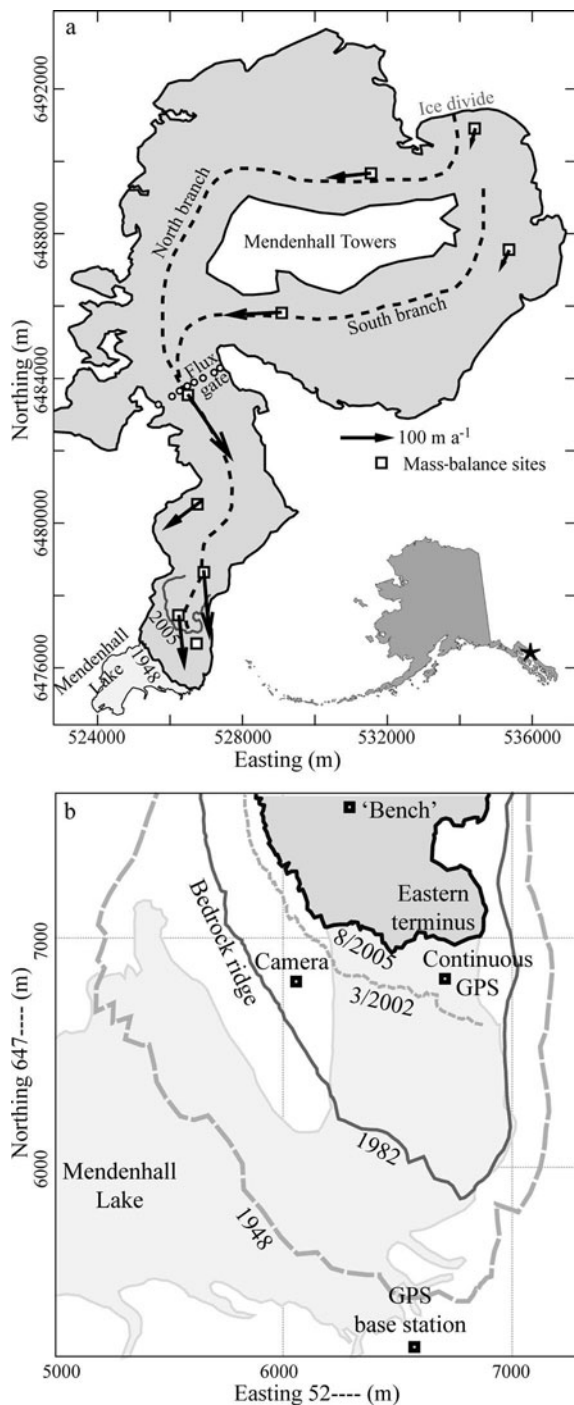 a
6492000
6488000
6484000
6480000
6476000
Northing (m)
Ice divide
North branch
Mendenhall Towers
South branch
Flux
gate
100 m a⁻¹
Mass-balance sites
2005
1948
Mendenhall
Lake
524000 528000 532000 536000
Easting (m)
b
'Bench'
Eastern
terminus
8/2005
Bedrock ridge
Camera
Continuous
GPS
3/2002
1982
Mendenhall
Lake
1948
GPS
base station
7000
6000
Northing 647---- (m)
5000 6000 7000
Easting 52---- (m)